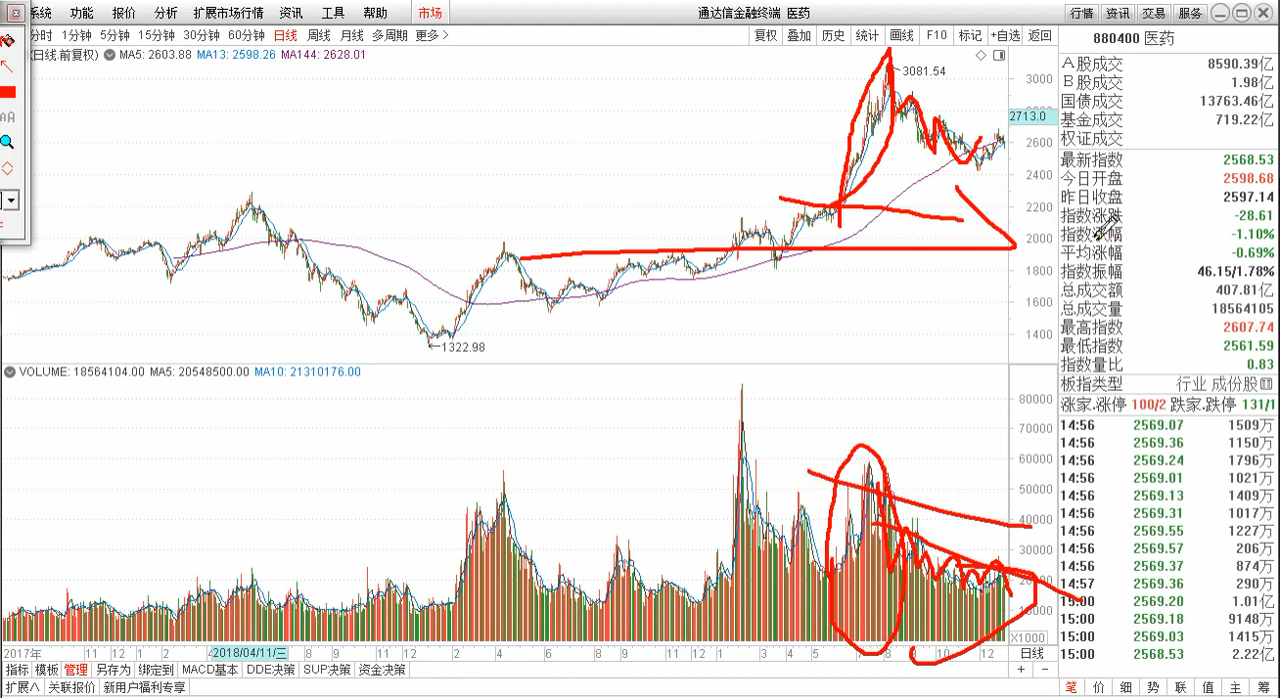 系统 功能 报价 分析 扩展市场行情 资讯 工具 帮助 市场 通达信金融终端 医药 行情 资讯 交易 服务
分时 1分钟 5分钟 15分钟 30分钟 60分钟 日线 周线 月线 多周期 更多> 复权 叠加 历史 统计 画线 F10 标记 +自选 返回
880400 医药
(日线.前复权) MA5: 2603.88 MA13: 2598.26 MA144: 2628.01
3081.54
1322.98
3000
2713.0
2600
2400
2200
2000
1800
1600
1400
VOLUME: 18564104.00 MA5: 20548500.00 MA10: 21310176.00
80000
70000
60000
50000
40000
30000
20000
10000
X1000
2017年 11 12 1 2 2018/04/11/三 8 9 11 12 2 4 6 8 9 11 12 1 3 4 5 7 8 10 12 日线
指标 模板 管理 另存为 绑定到 MACD基本 DDE决策 SUP决策 资金决策 + -
扩展∧ 关联报价 新用户福利专享
A股成交 8590.39亿
B股成交 1.98亿
国债成交 13763.46亿
基金成交 719.22亿
权证成交
最新指数 2568.53
今日开盘 2598.68
昨日收盘 2597.14
指数涨跌 -28.61
指数涨幅 -1.10%
平均涨幅 -0.69%
指数振幅 46.15/1.78%
总成交额 407.81亿
总成交量 18564105
最高指数 2607.74
最低指数 2561.59
指数量比 0.83
板指类型 行业 成份股
涨家.涨停 100/2 跌家.跌停 131/1
14:56 2569.07 1509万
14:56 2569.36 1150万
14:56 2569.24 1796万
14:56 2569.01 1021万
14:56 2569.13 1409万
14:56 2569.31 1017万
14:56 2569.55 1227万
14:56 2569.57 206万
14:56 2569.37 874万
14:57 2569.36 290万
15:00 2569.20 1.01亿
15:00 2569.18 9148万
15:00 2569.03 1415万
15:00 2568.53 2.22亿
笔 价 细 势 联 值 主 筹